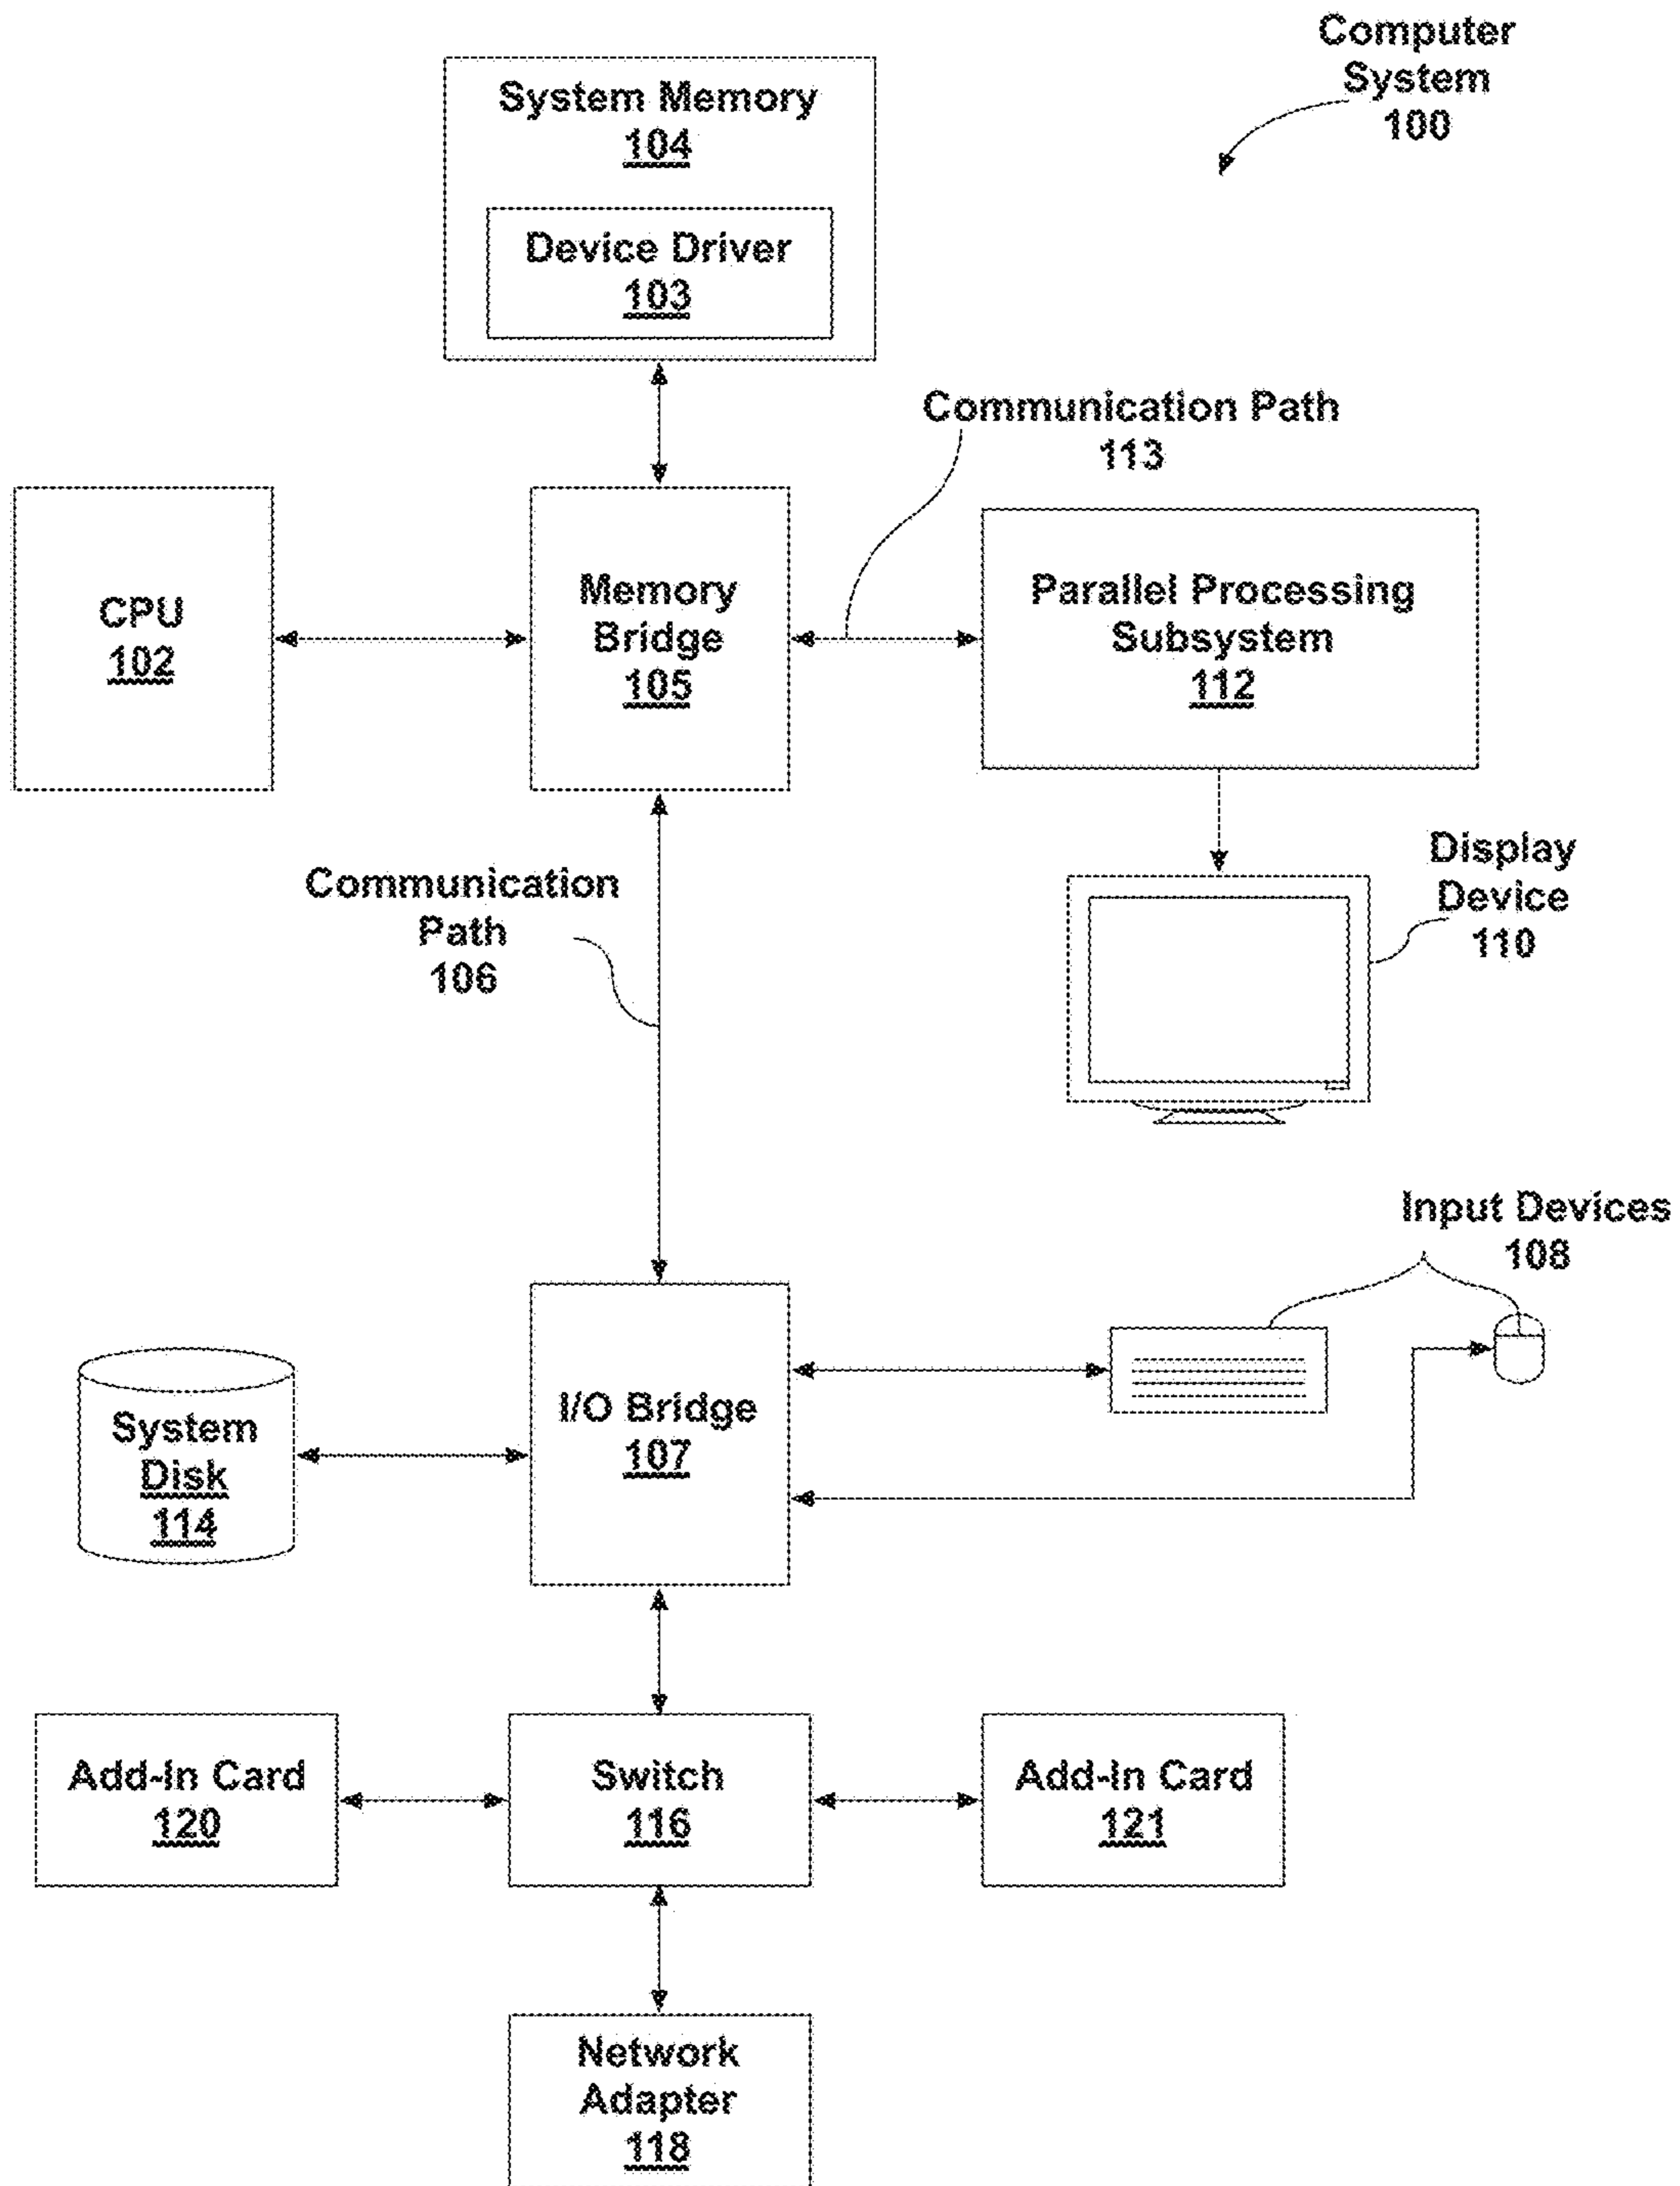 Computer
System
100
System Memory
104
Device Driver
103
Communication Path
113
CPU
102
Memory
Bridge
105
Parallel Processing
Subsystem
112
Communication
Path
106
Display
Device
110
Input Devices
108
System
Disk
114
I/O Bridge
107
Add-In Card
120
Switch
116
Add-In Card
121
Network
Adapter
118